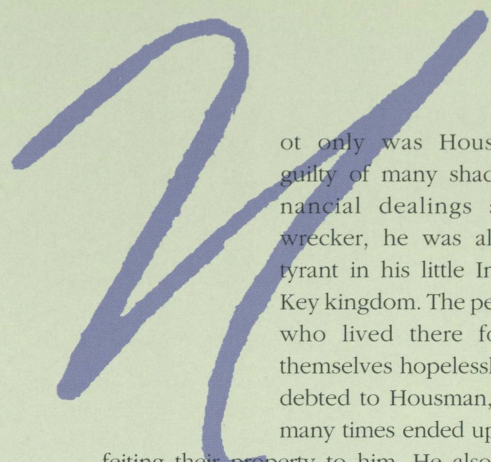 N
ot only was Hous
guilty of many shad
nancial dealings a
wrecker, he was al
tyrant in his little In
Key kingdom. The pe
who lived there fo
themselves hopelessl
debted to Housman,
many times ended up
feiting their property to him. He also